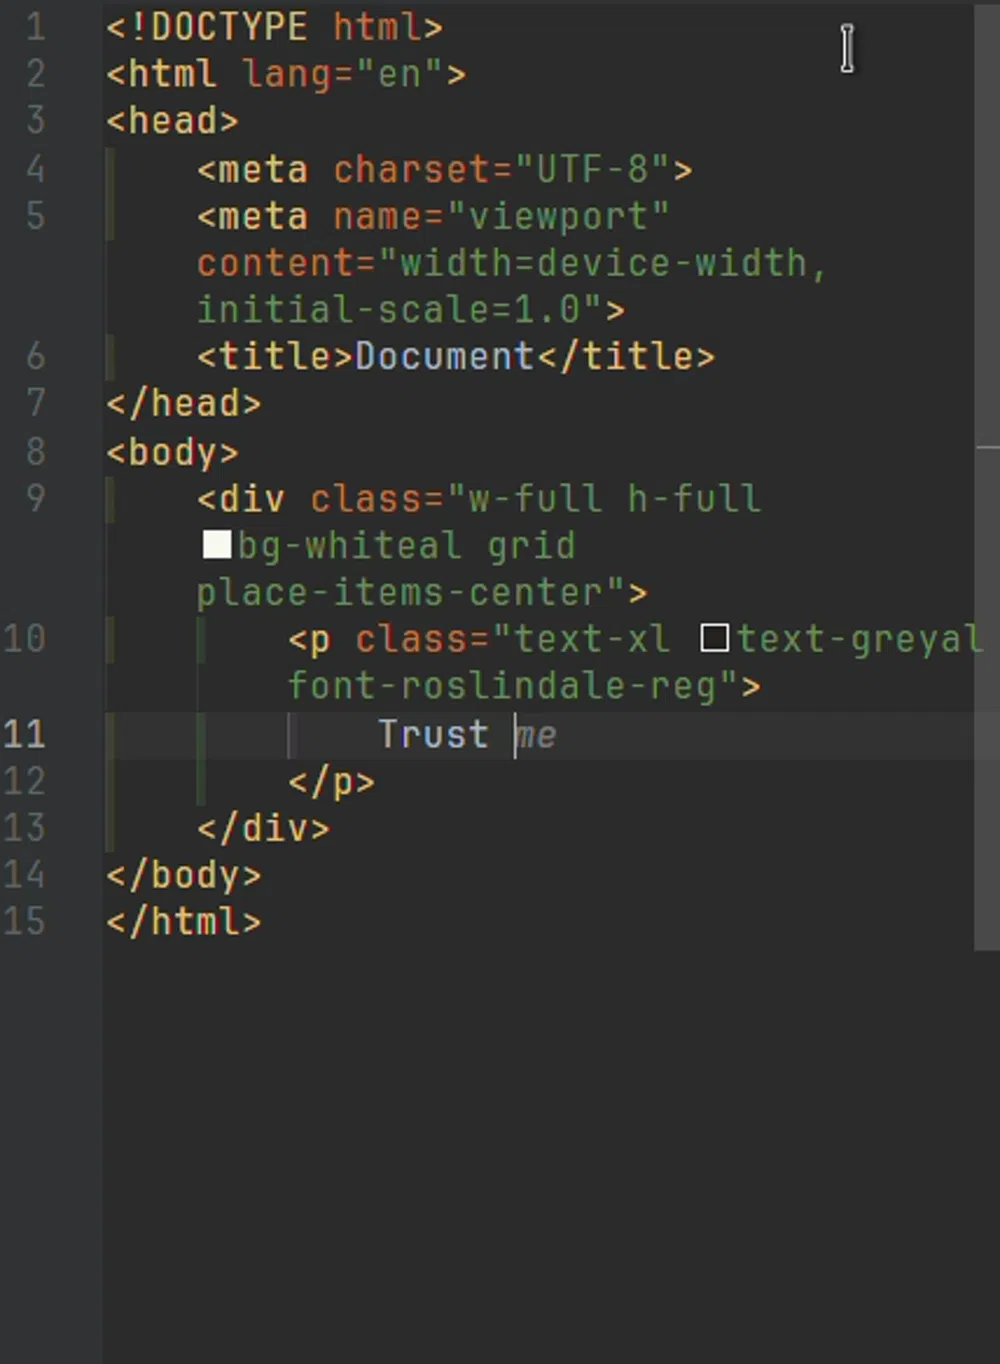 1 <!DOCTYPE html>
2 <html lang="en">
3 <head>
4 <meta charset="UTF-8">
5 <meta name="viewport"
content="width=device-width,
initial-scale=1.0">
6 <title>Document</title>
7 </head>
8 <body>
9 <div class="w-full h-full
bg-whiteal grid
place-items-center">
10 <p class="text-xl text-greyal
font-roslindale-reg">
11 Trust me
12 </p>
13 </div>
14 </body>
15 </html>